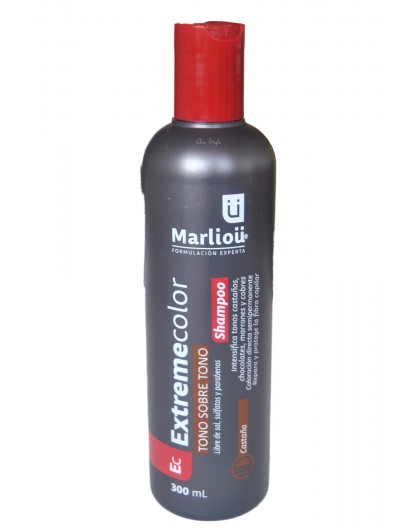 Marlioü®
FORMULACIÓN EXPERTA
Ec Extremecolor
TONO SOBRE TONO
Libre de sal, sulfatos y parabenos
Shampoo
Intensifica tonos castaños,
chocolates, marrones y cobres
Coloración directa semipermanente
Repara y protege la fibra capilar
Castaño
300 mL